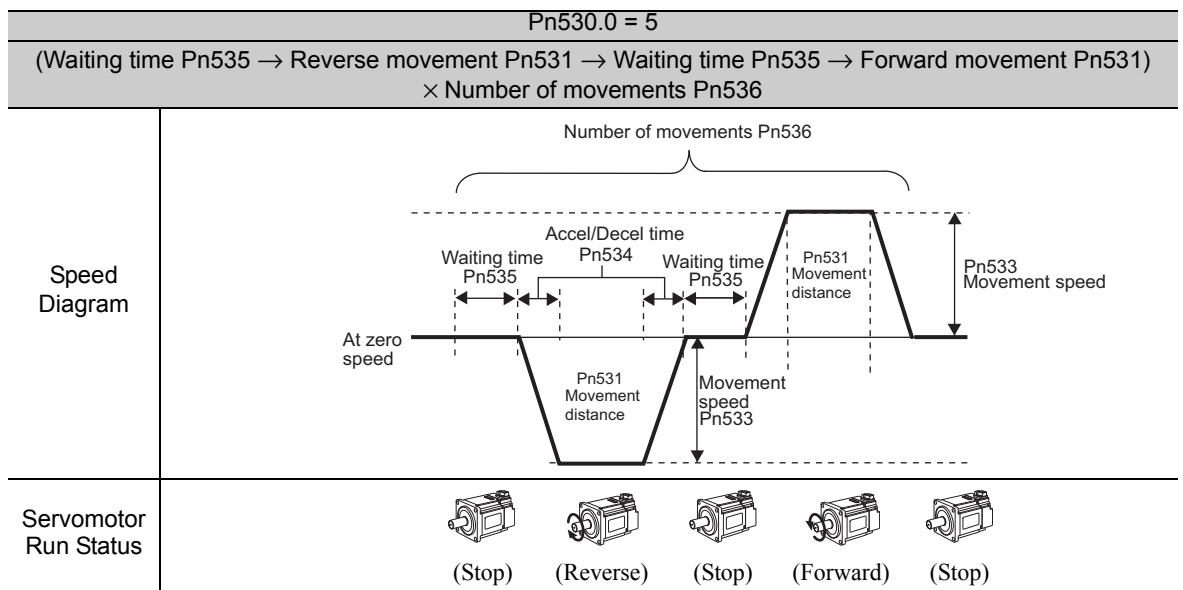 Pn530.0 = 5
(Waiting time Pn535 → Reverse movement Pn531 → Waiting time Pn535 → Forward movement Pn531)
× Number of movements Pn536
Speed
Diagram
Number of movements Pn536
Accel/Decel time
Pn534
Waiting time
Pn535
Waiting time
Pn535
Pn531
Movement
distance
Pn533
Movement speed
At zero
speed
Pn531
Movement
distance
Movement
speed
Pn533
Servomotor
Run Status
(Stop)
(Reverse)
(Stop)
(Forward)
(Stop)